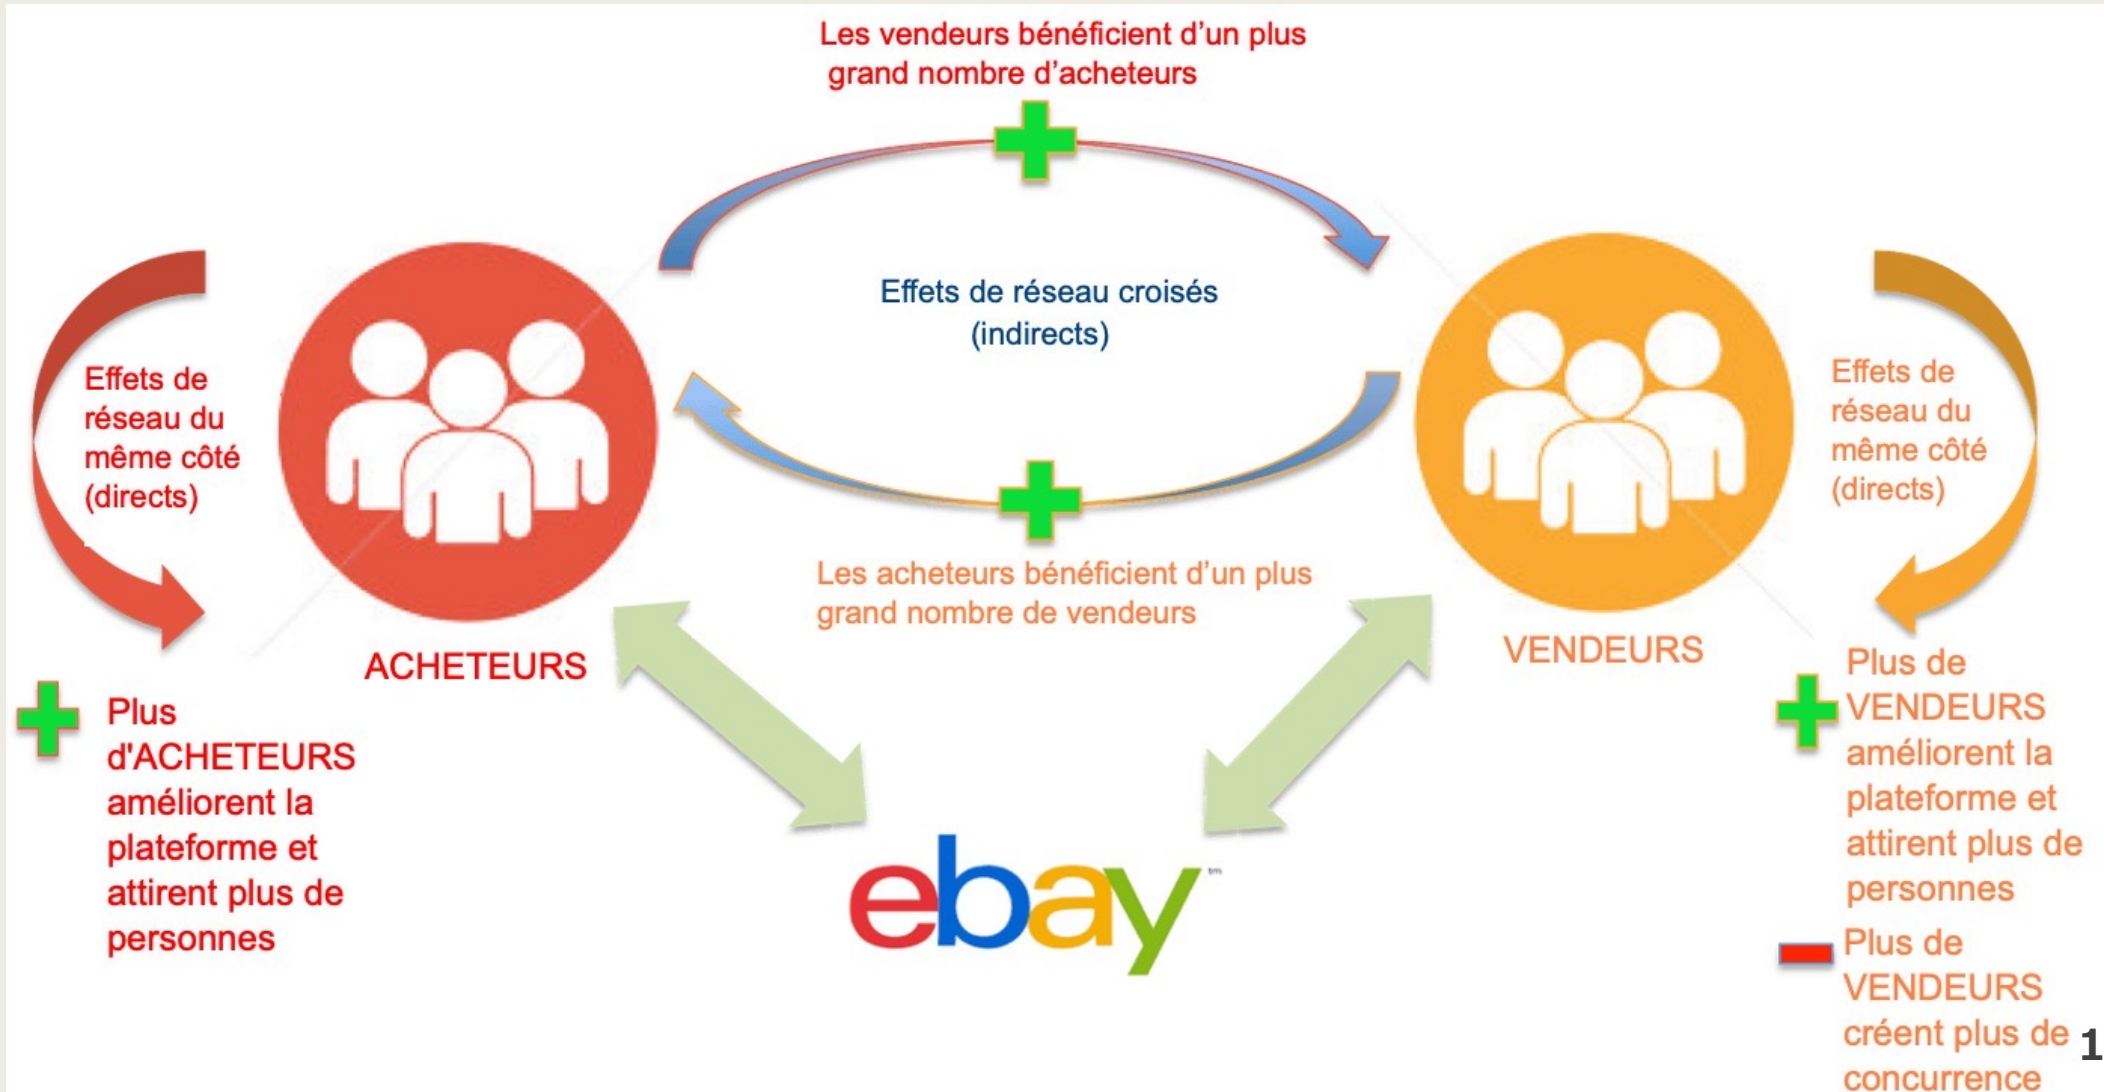 Les vendeurs bénéficient d’un plus
grand nombre d’acheteurs
Effets de réseau croisés
(indirects)
Effets de
réseau du
même côté
(directs)
Effets de
réseau du
même côté
(directs)
Les acheteurs bénéficient d’un plus
grand nombre de vendeurs
ACHETEURS
VENDEURS
Plus
d'ACHETEURS
améliorent la
plateforme et
attirent plus de
personnes
Plus de
VENDEURS
améliorent la
plateforme et
attirent plus de
personnes
Plus de
VENDEURS
créent plus de
concurrence
ebay™
1